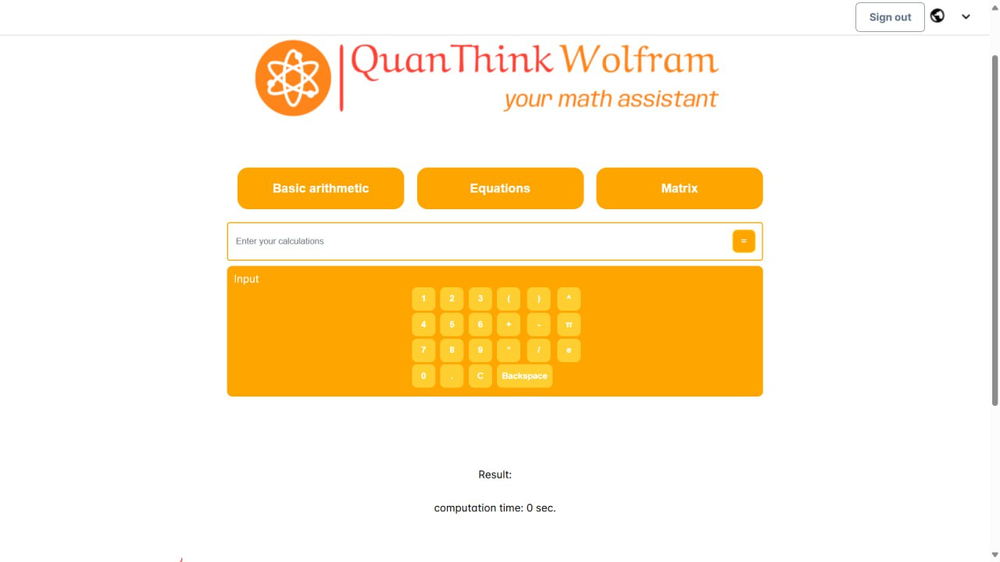 Sign out
QuanThink Wolfram
your math assistant
Basic arithmetic Equations Matrix
Enter your calculations =
Input
1 2 3 ( ) ^
4 5 6 + - π
7 8 9 * / e
0 . C Backspace
Result:
computation time: 0 sec.